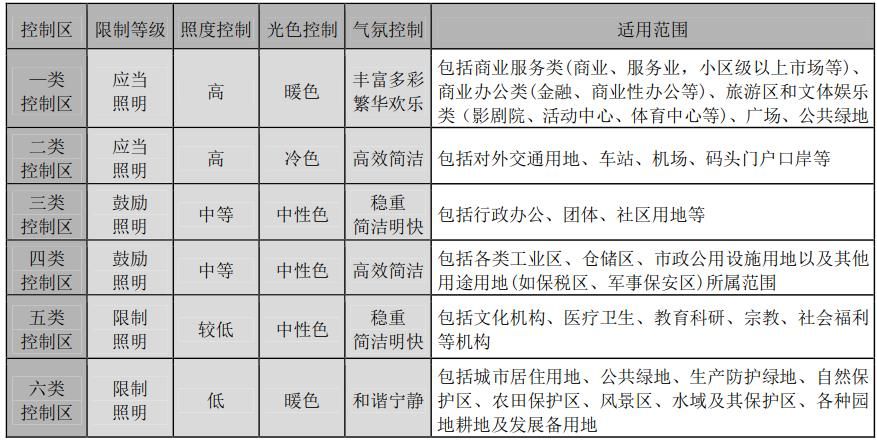 控制区 限制等级 照度控制 光色控制 气氛控制 适用范围
一类
控制区
应当
照明
高
暖色
丰富多彩
繁华欢乐
包括商业服务类(商业、服务业，小区级以上市场等)、
商业办公类(金融、商业性办公等)、旅游区和文体娱乐
类（影剧院、活动中心、体育中心等)、广场、公共绿地
二类
控制区
应当
照明
高
冷色
高效简洁
包括对外交通用地、车站、机场、码头门户口岸等
三类
控制区
鼓励
照明
中等
中性色
稳重
简洁明快
包括行政办公、团体、社区用地等
四类
控制区
鼓励
照明
中等
中性色
高效简洁
包括各类工业区、仓储区、市政公用设施用地以及其他
用途用地(如保税区、军事保安区)所属范围
五类
控制区
限制
照明
较低
中性色
稳重
简洁明快
包括文化机构、医疗卫生、教育科研、宗教、社会福利
等机构
六类
控制区
限制
照明
低
暖色
和谐宁静
包括城市居住用地、公共绿地、生产防护绿地、自然保
护区、农田保护区、风景区、水域及其保护区、各种园
地耕地及发展备用地